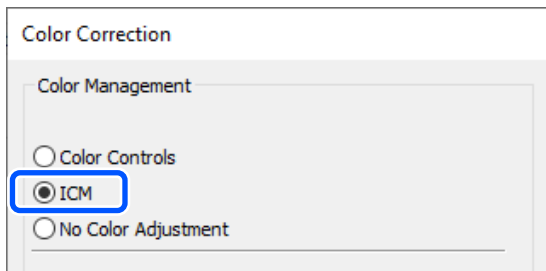 Color Correction
Color Management
Color Controls
ICM
No Color Adjustment